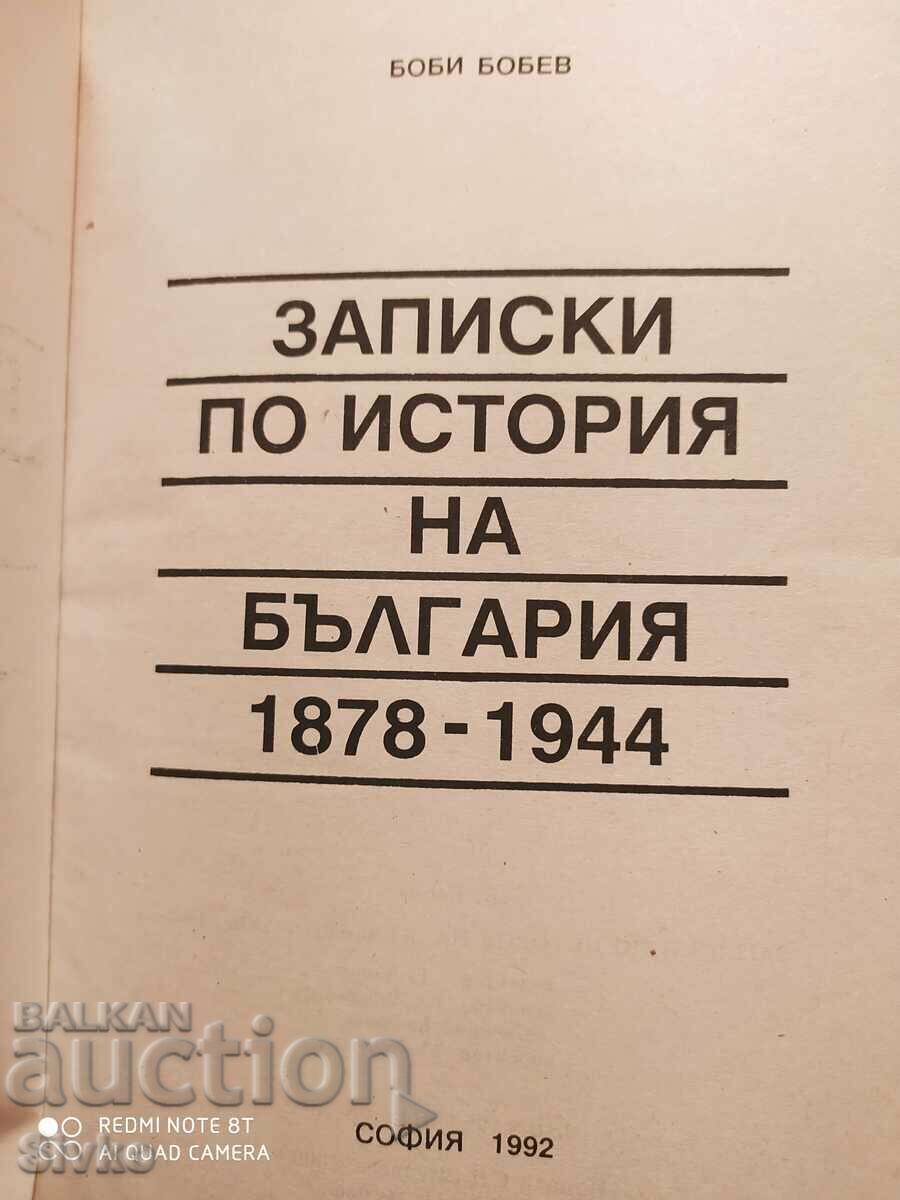 БОБИ БОБЕВ
ЗАПИСКИ
ПО ИСТОРИЯ
НА
БЪЛГАРИЯ
1878 - 1944
BALKAN
auction
REDMI NOTE 8T
AI QUAD CAMERA
Sivko
СОФИЯ 1992